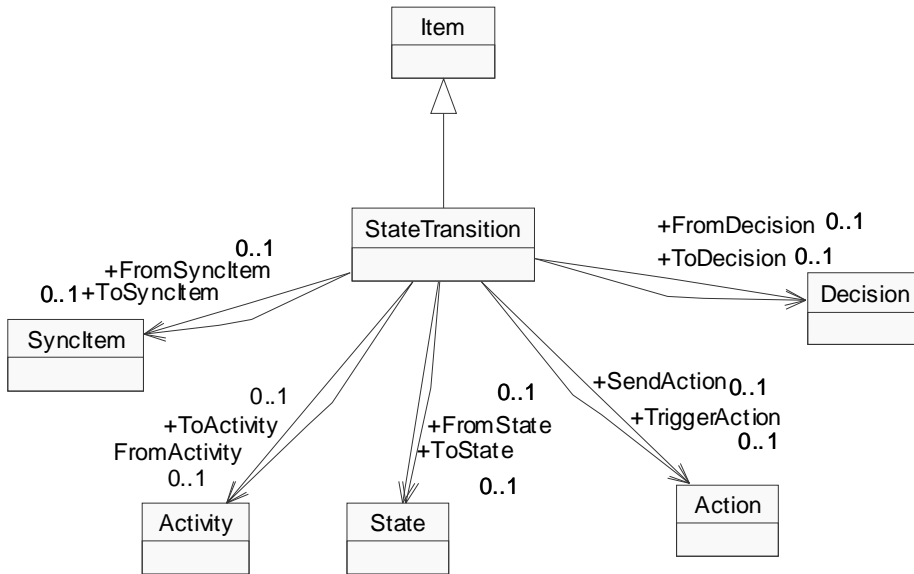 Item
StateTransition
+FromDecision 0..1
+ToDecision 0..1
0..1
+FromSyncItem
0..1 +ToSyncItem
SyncItem
Decision
0..1
+ToActivity
FromActivity
0..1
0..1
+FromState
+ToState
0..1
+SendAction 0..1
+TriggerAction
0..1
Activity
State
Action